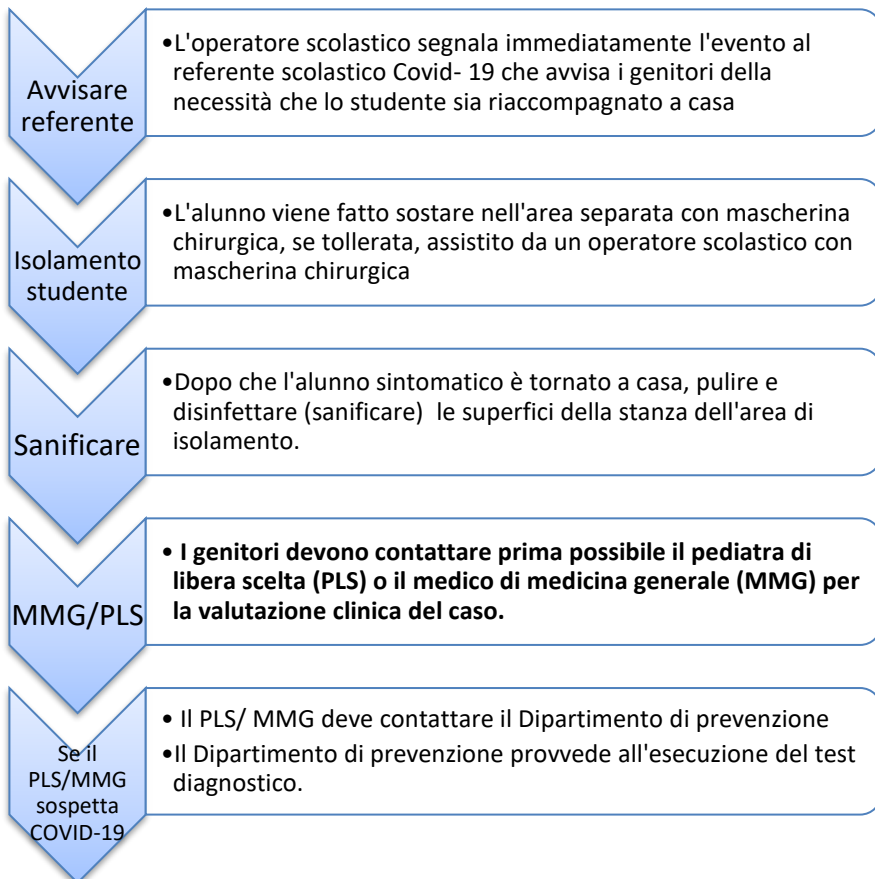 Avvisare
referente
•L'operatore scolastico segnala immediatamente l'evento al
referente scolastico Covid- 19 che avvisa i genitori della
necessità che lo studente sia riaccompagnato a casa
Isolamento
studente
•L'alunno viene fatto sostare nell'area separata con mascherina
chirurgica, se tollerata, assistito da un operatore scolastico con
mascherina chirurgica
Sanificare
•Dopo che l'alunno sintomatico è tornato a casa, pulire e
disinfettare (sanificare) le superfici della stanza dell'area di
isolamento.
MMG/PLS
• I genitori devono contattare prima possibile il pediatra di
libera scelta (PLS) o il medico di medicina generale (MMG) per
la valutazione clinica del caso.
Se il
PLS/MMG
sospetta
COVID-19
• Il PLS/ MMG deve contattare il Dipartimento di prevenzione
•Il Dipartimento di prevenzione provvede all'esecuzione del test
diagnostico.